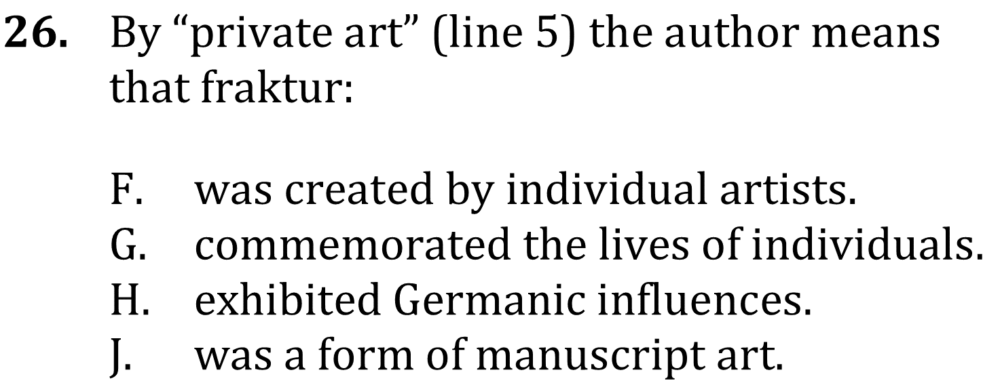 26. By “private art” (line 5) the author means
that fraktur:
F. was created by individual artists.
G. commemorated the lives of individuals.
H. exhibited Germanic influences.
J. was a form of manuscript art.